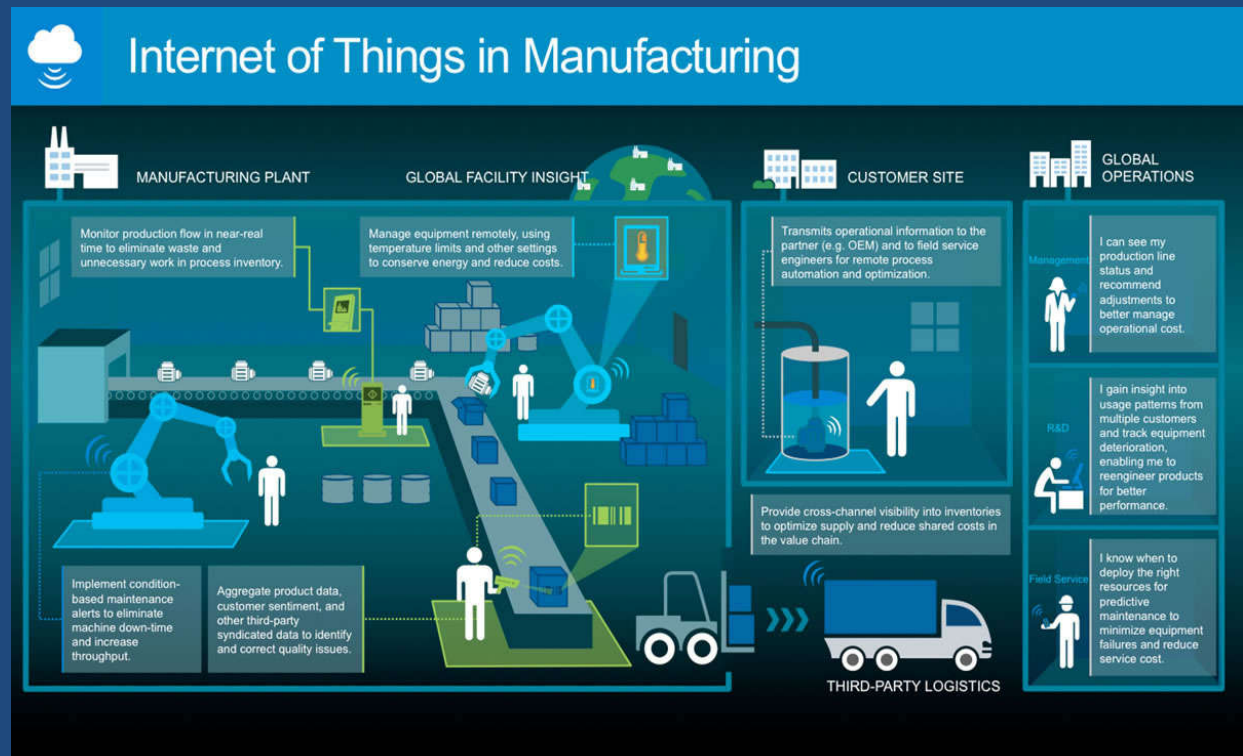 Internet of Things in Manufacturing
MANUFACTURING PLANT
GLOBAL FACILITY INSIGHT
Monitor production flow in near-real
time to eliminate waste and
unnecessary work in process inventory.
Manage equipment remotely, using
temperature limits and other settings
to conserve energy and reduce costs.
Implement condition-
based maintenance
alerts to eliminate
machine down-time
and increase
throughput.
Aggregate product data,
customer sentiment, and
other third-party
syndicated data to identify
and correct quality issues.
CUSTOMER SITE
Transmits operational information to the
partner (e.g. OEM) and to field service
engineers for remote process
automation and optimization.
Provide cross-channel visibility into inventories
to optimize supply and reduce shared costs in
the value chain.
THIRD-PARTY LOGISTICS
GLOBAL
OPERATIONS
Management
I can see my
production line
status and
recommend
adjustments to
better manage
operational cost.
R&D
I gain insight into
usage patterns from
multiple customers
and track equipment
deterioration,
enabling me to
reengineer products
for better
performance.
Field Service
I know when to
deploy the right
resources for
predictive
maintenance to
minimize equipment
failures and reduce
service cost.